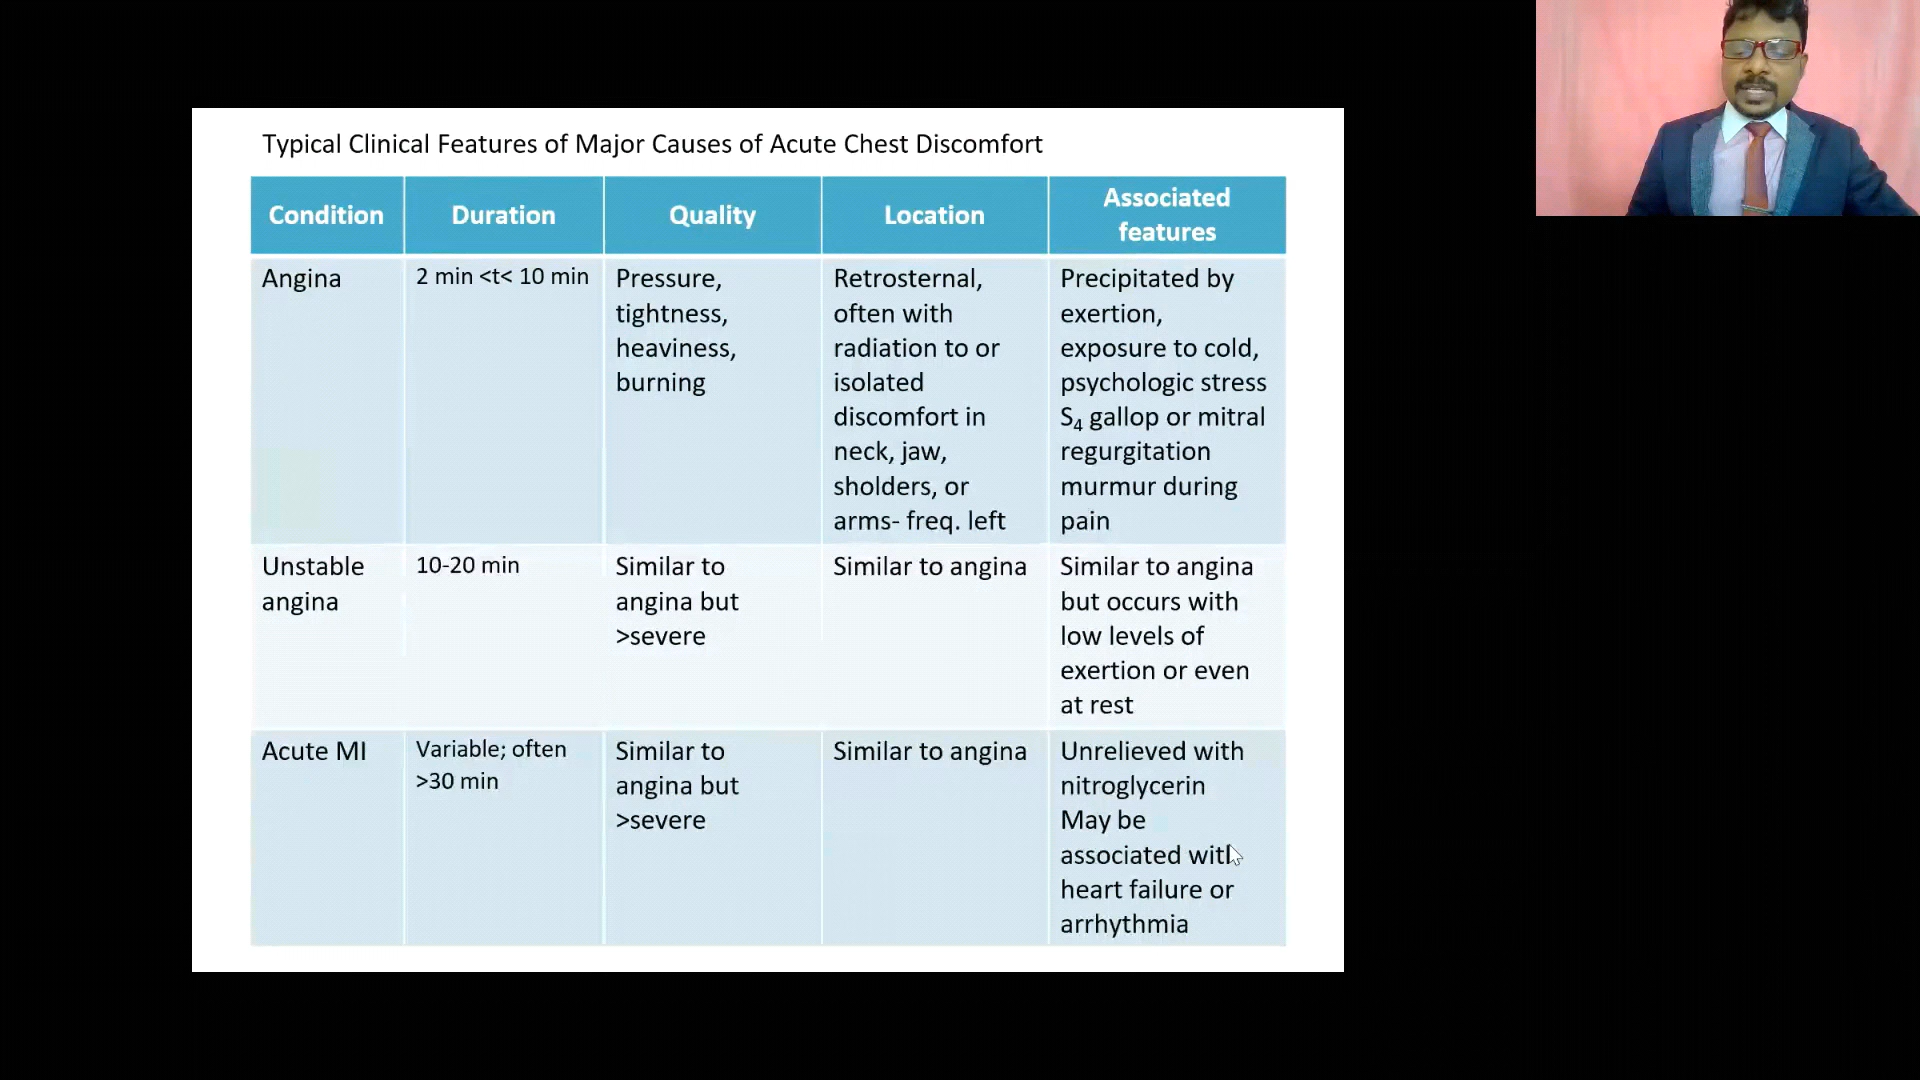 Typical Clinical Features of Major Causes of Acute Chest Discomfort
Condition
Duration
Quality
Location
Associated
features
Angina
2 min <t< 10 min
Pressure,
tightness,
heaviness,
burning
Retrosternal,
often with
radiation to or
isolated
discomfort in
neck, jaw,
sholders, or
arms- freq. left
Precipitated by
exertion,
exposure to cold,
psychologic stress
S₄ gallop or mitral
regurgitation
murmur during
pain
Unstable
angina
10-20 min
Similar to
angina but
>severe
Similar to angina
Similar to angina
but occurs with
low levels of
exertion or even
at rest
Acute MI
Variable; often
>30 min
Similar to
angina but
>severe
Similar to angina
Unrelieved with
nitroglycerin
May be
associated with
heart failure or
arrhythmia